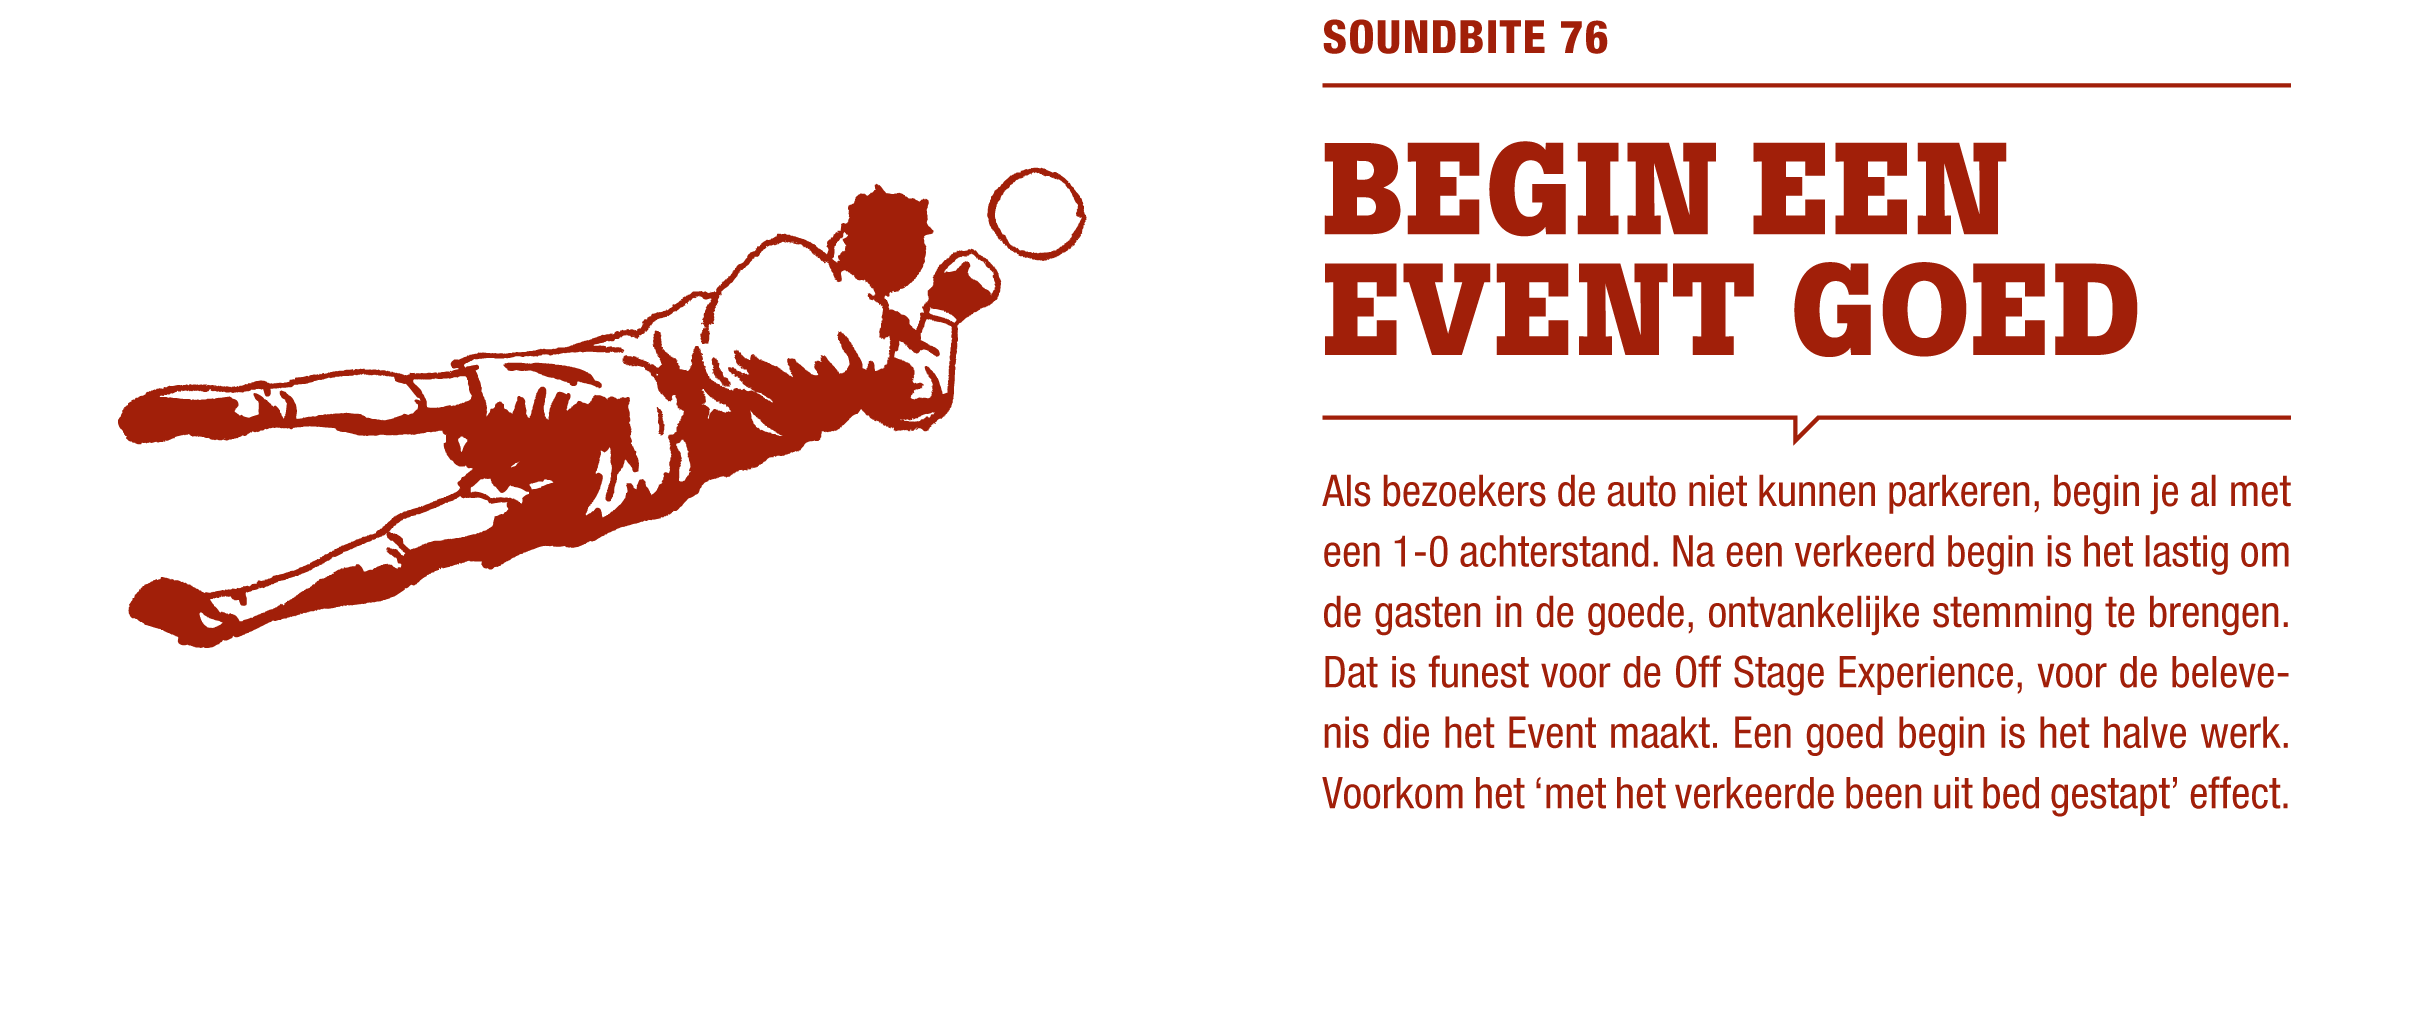 SOUNDBITE 76
BEGIN EEN
EVENT GOED
Als bezoekers de auto niet kunnen parkeren, begin je al met
een 1-0 achterstand. Na een verkeerd begin is het lastig om
de gasten in de goede, ontvankelijke stemming te brengen.
Dat is funest voor de Off Stage Experience, voor de beleve-
nis die het Event maakt. Een goed begin is het halve werk.
Voorkom het ‘met het verkeerde been uit bed gestapt’ effect.